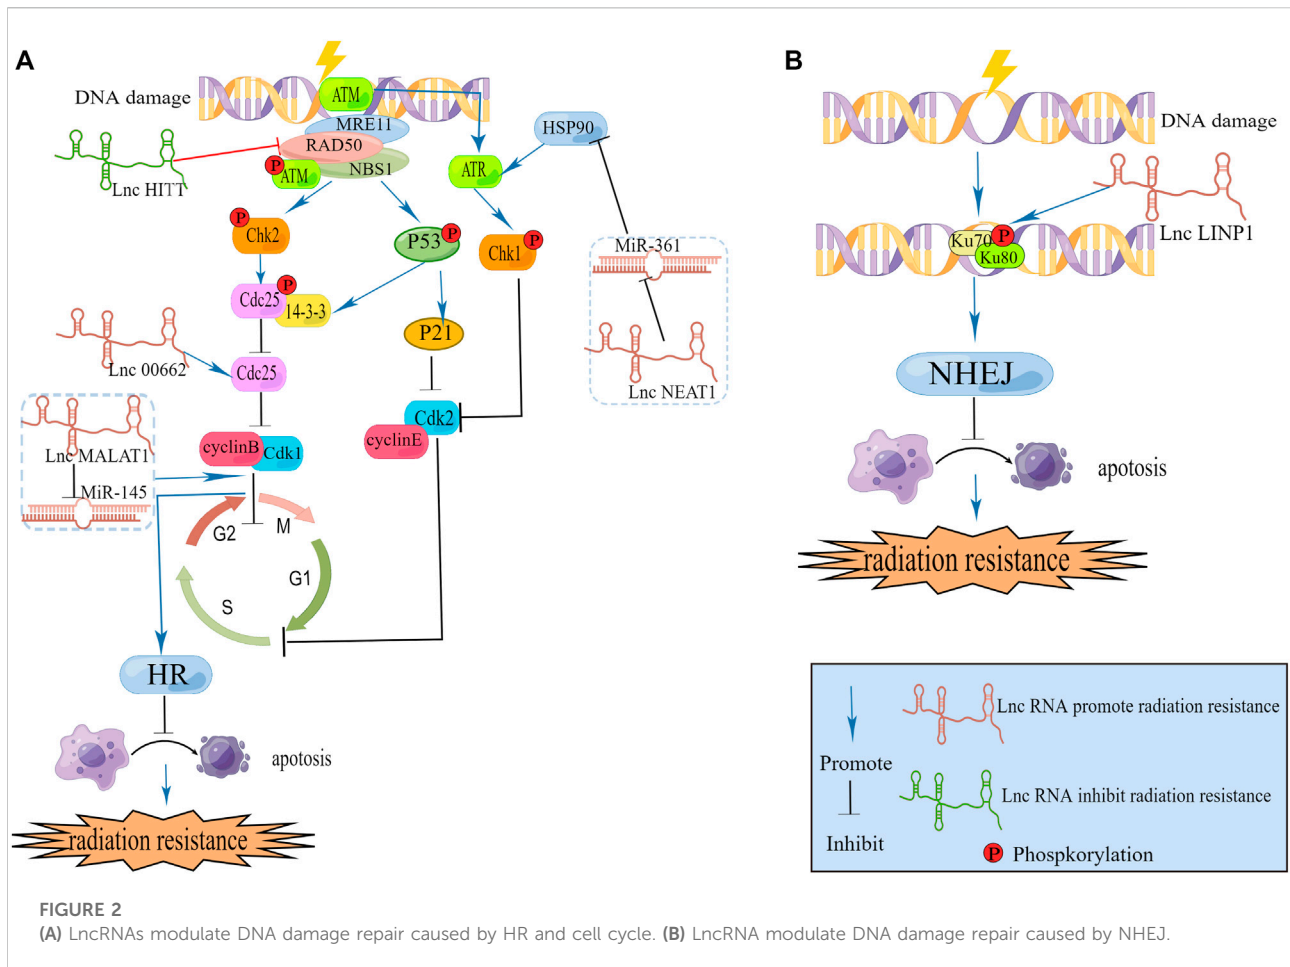 A
DNA damage
ATM
MRE11
RAD50
NBS1
P
ATM
Lnc HITT
HSP90
ATR
P
Chk2
P53
P
Chk1
P
MiR-361
Cdc25
P
14-3-3
P21
Lnc 00662
Cdc25
Lnc NEAT1
Cdk2
cyclinE
cyclinB
Cdk1
Lnc MALAT1
MiR-145
G2
M
G1
S
HR
apotosis
radiation resistance
B
DNA damage
Lnc LINP1
Ku70
P
Ku80
NHEJ
apotosis
radiation resistance
Promote
Inhibit
Lnc RNA promote radiation resistance
Lnc RNA inhibit radiation resistance
P Phospkorylation
FIGURE 2
(A) LncRNAs modulate DNA damage repair caused by HR and cell cycle. (B) LncRNA modulate DNA damage repair caused by NHEJ.